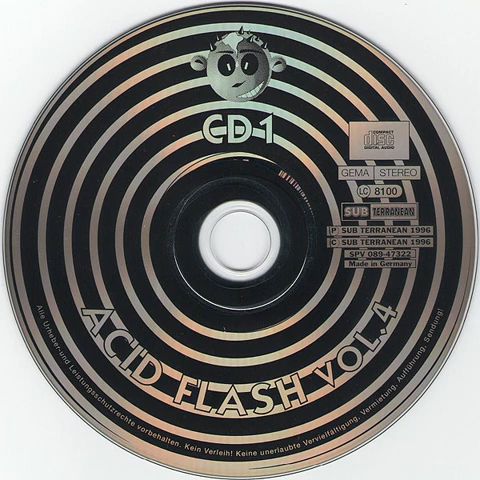 CD 1
COMPACT
disc
DIGITAL AUDIO
GEMA STEREO
LC 8100
SUB TERRANEAN
P SUB TERRANEAN 1996
C SUB TERRANEAN 1996
SPV 089-47322
Made in Germany
ACID FLASH VOL.4
Alle Urheber-und Leistungsschutzrechte vorbehalten. Kein Verleih! Keine unerlaubte Vervielfältigung, Vermietung, Aufführung, Sendung!